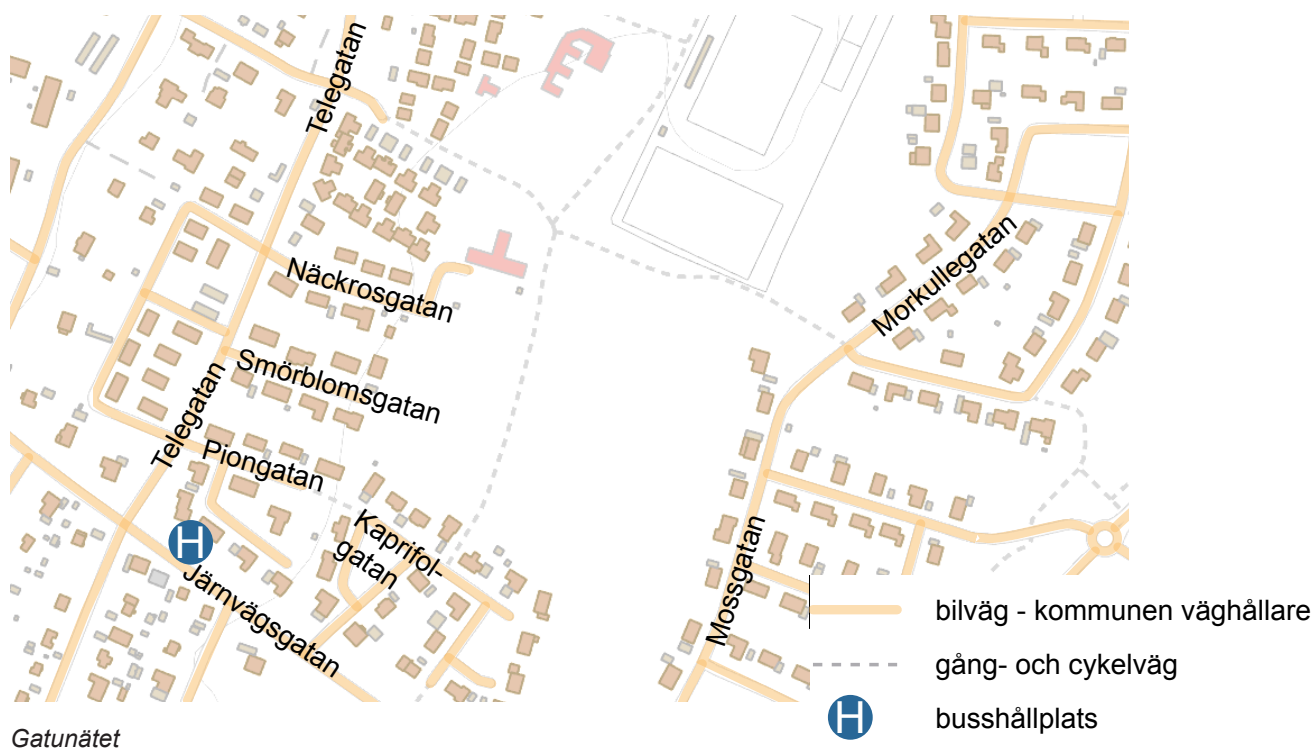 Telegatan
Näckrosgatan
Morkullegatan
Smörblomsgatan
Telegatan
Piongatan
Kaprifol-
gatan
H
Järnvägsgatan
Mossgatan
bilväg - kommunen väghållare
gång- och cykelväg
H
busshållplats
Gatunätet